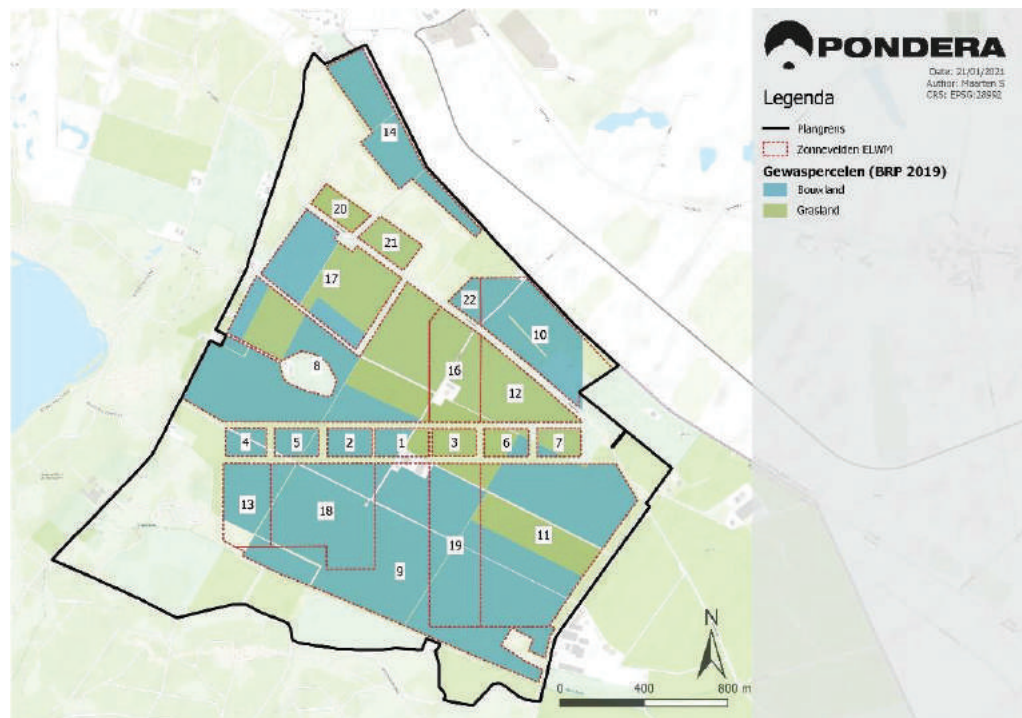 PONDERA
Date: 21/01/2021
Author: Maarten S
CRS: EPSG:28992
Legenda
Plangrens
Zonnevelden ELWM
Gewaspercelen (BRP 2019)
Bouwland
Grasland
14
20
21
17
22
10
8
16
12
4
5
2
1
3
6
7
13
18
11
19
9
N
0
400
800 m